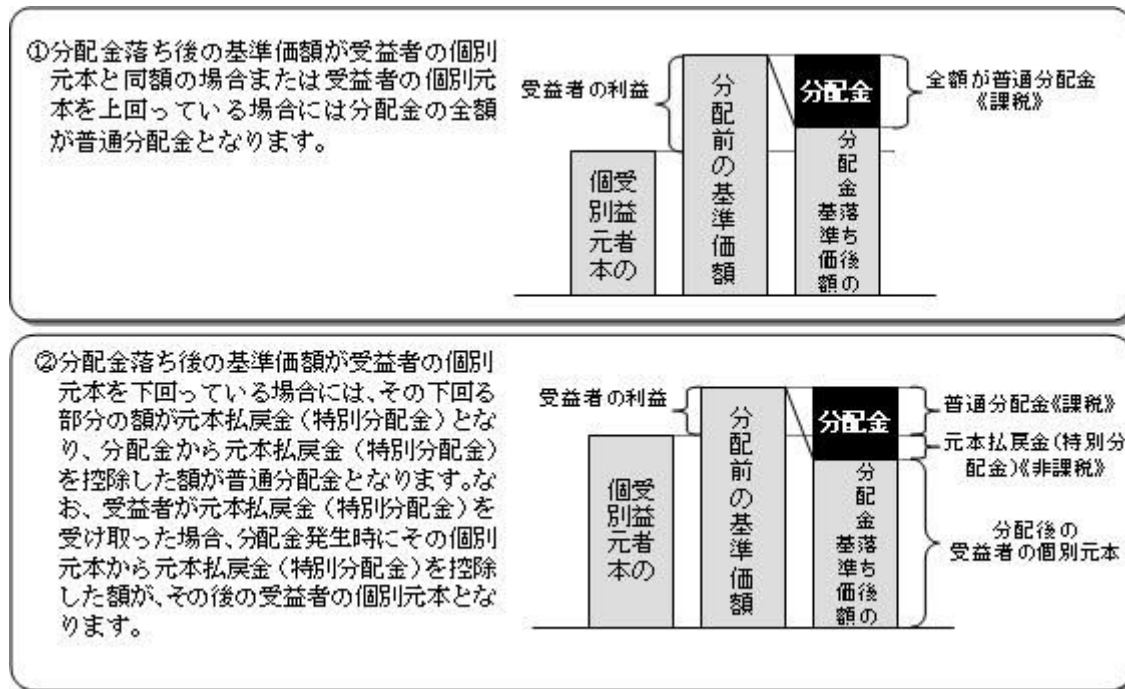 ①分配金落ち後の基準価額が受益者の個別
元本と同額の場合または受益者の個別元
本を上回っている場合には分配金の全額
が普通分配金となります。
受益者の利益
受益者の
個別元本
分配前の基準価額
分配金
分配金落ち後の
基準価額
全額が普通分配金
《課税》
②分配金落ち後の基準価額が受益者の個別
元本を下回っている場合には、その下回る
部分の額が元本払戻金(特別分配金)とな
り、分配金から元本払戻金(特別分配金)
を控除した額が普通分配金となります。な
お、受益者が元本払戻金(特別分配金)を
受け取った場合、分配金発生時にその個別
元本から元本払戻金(特別分配金)を控除
した額が、その後の受益者の個別元本とな
ります。
受益者の利益
受益者の
個別元本
分配前の基準価額
分配金
分配金落ち後の
基準価額
普通分配金《課税》
元本払戻金(特別分
配金)《非課税》
分配後の
受益者の個別元本